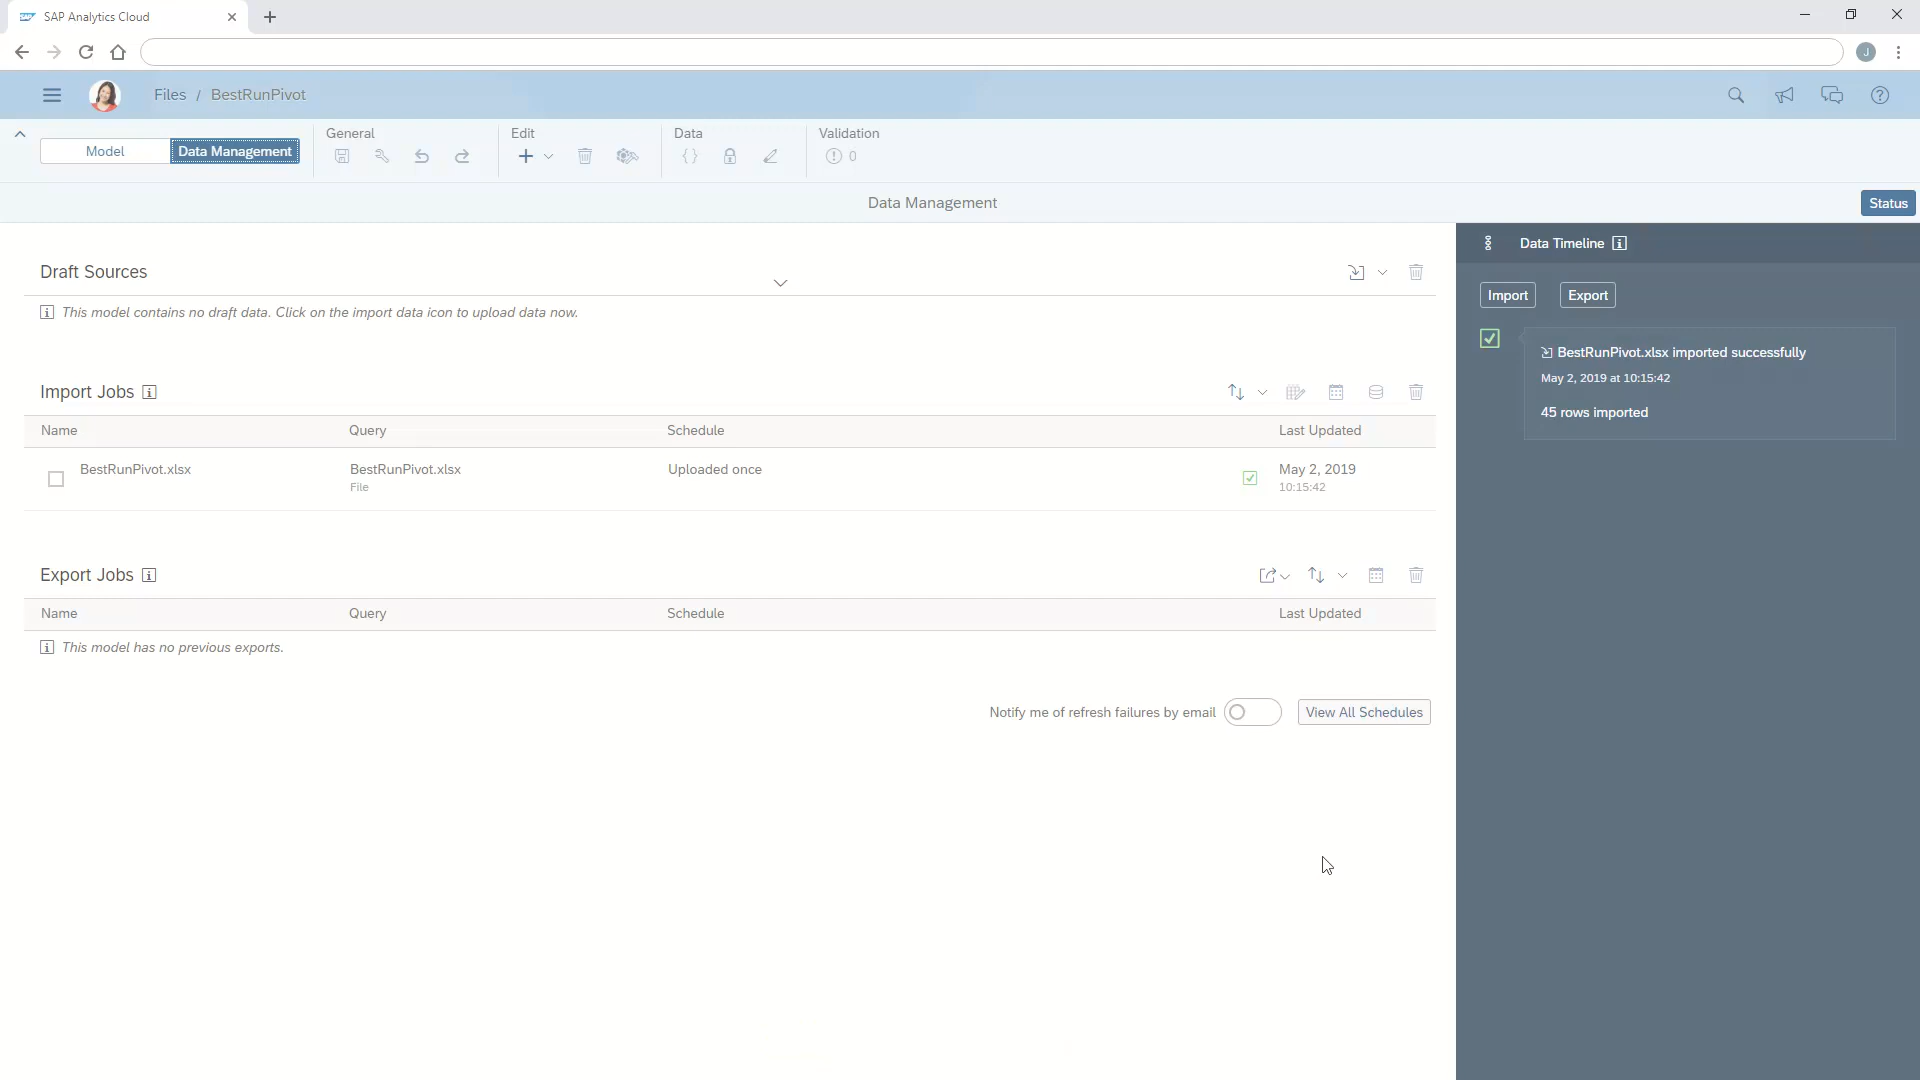 SAP Analytics Cloud
J
Files / BestRunPivot
Model
Data Management
General
Edit
Data
Validation
0
Data Management
Status
Draft Sources
This model contains no draft data. Click on the import data icon to upload data now.
Import Jobs
Name Query Schedule Last Updated
BestRunPivot.xlsx BestRunPivot.xlsx Uploaded once May 2, 2019
File 10:15:42
Export Jobs
Name Query Schedule Last Updated
This model has no previous exports.
Notify me of refresh failures by email
View All Schedules
Data Timeline
Import Export
BestRunPivot.xlsx imported successfully
May 2, 2019 at 10:15:42
45 rows imported